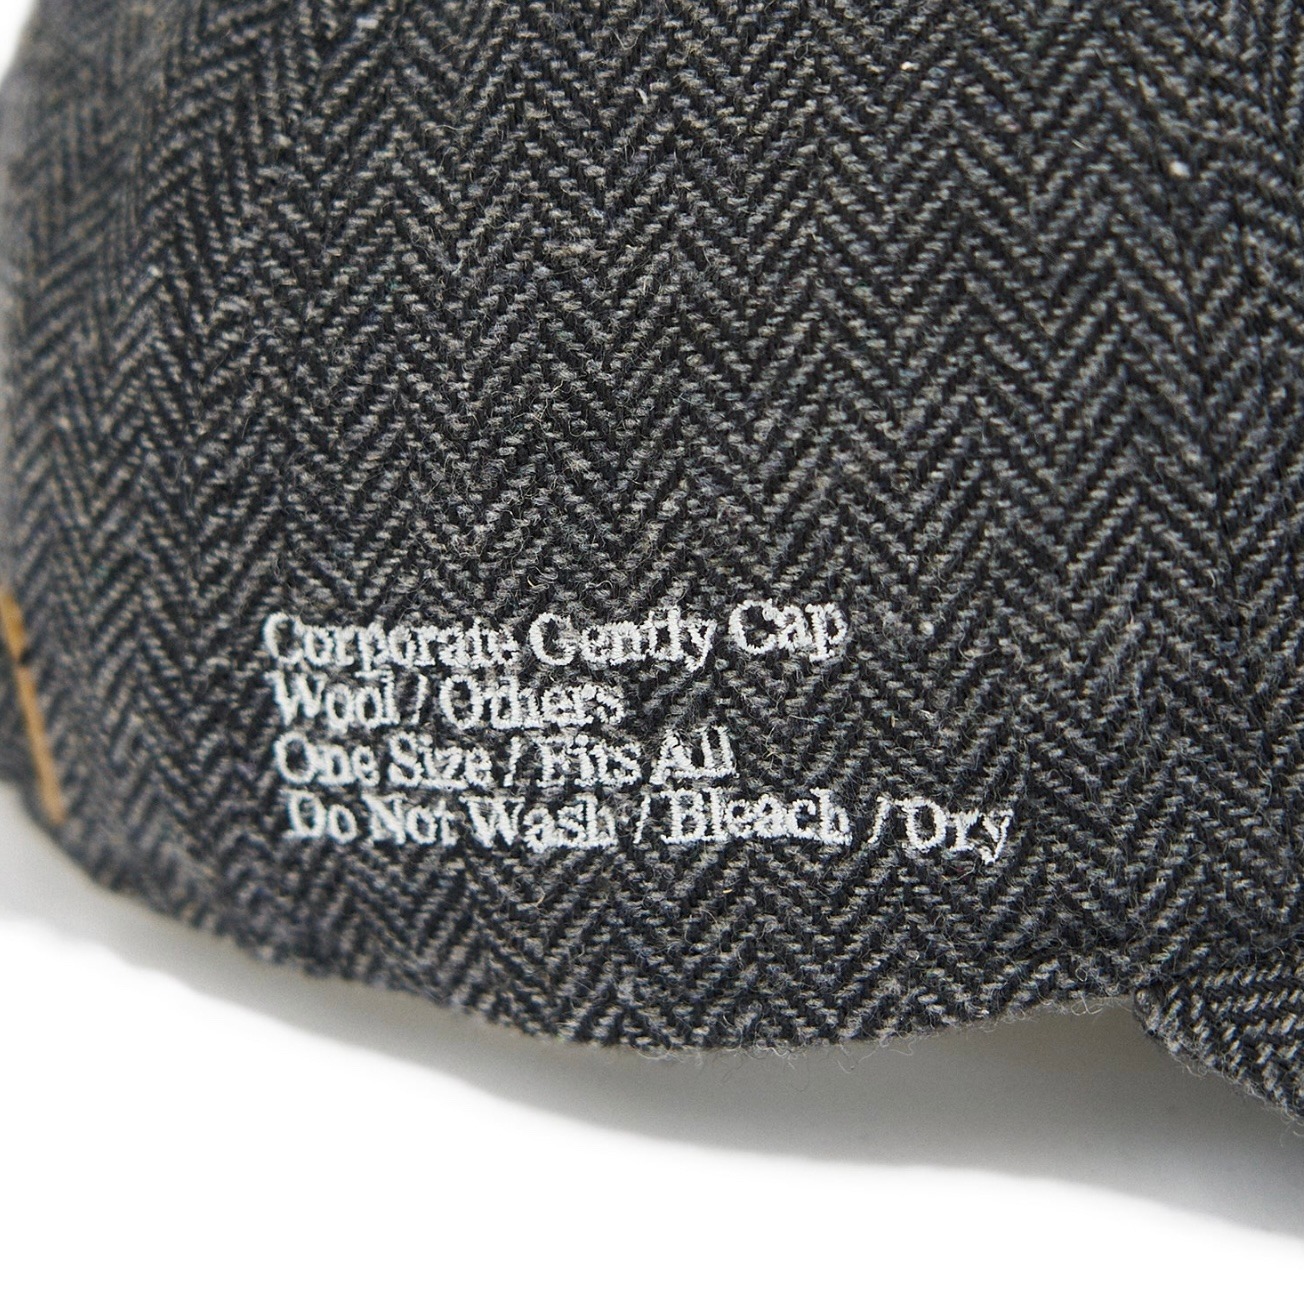 Corporate Gently Cap
Wool / Others
One Size / Fits All
Do Not Wash / Bleach / Dry